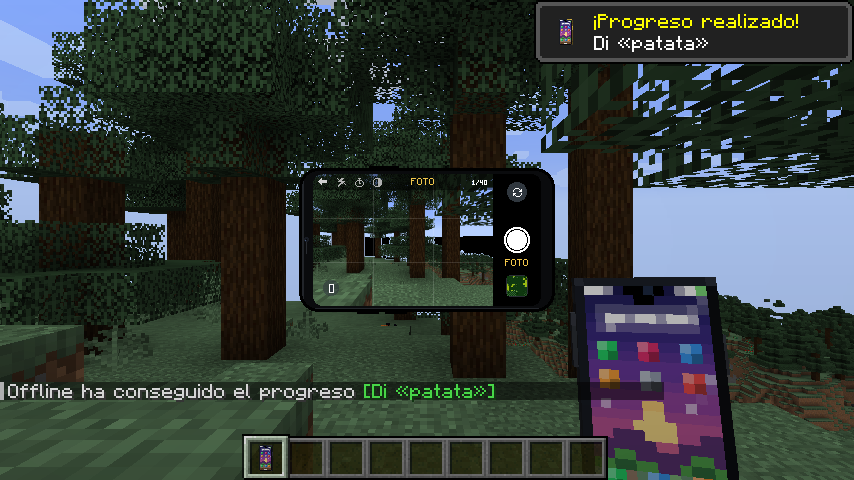 ¡Progreso realizado!
Di «patata»
FOTO
1/40
FOTO
Offline ha conseguido el progreso [Di «patata»]